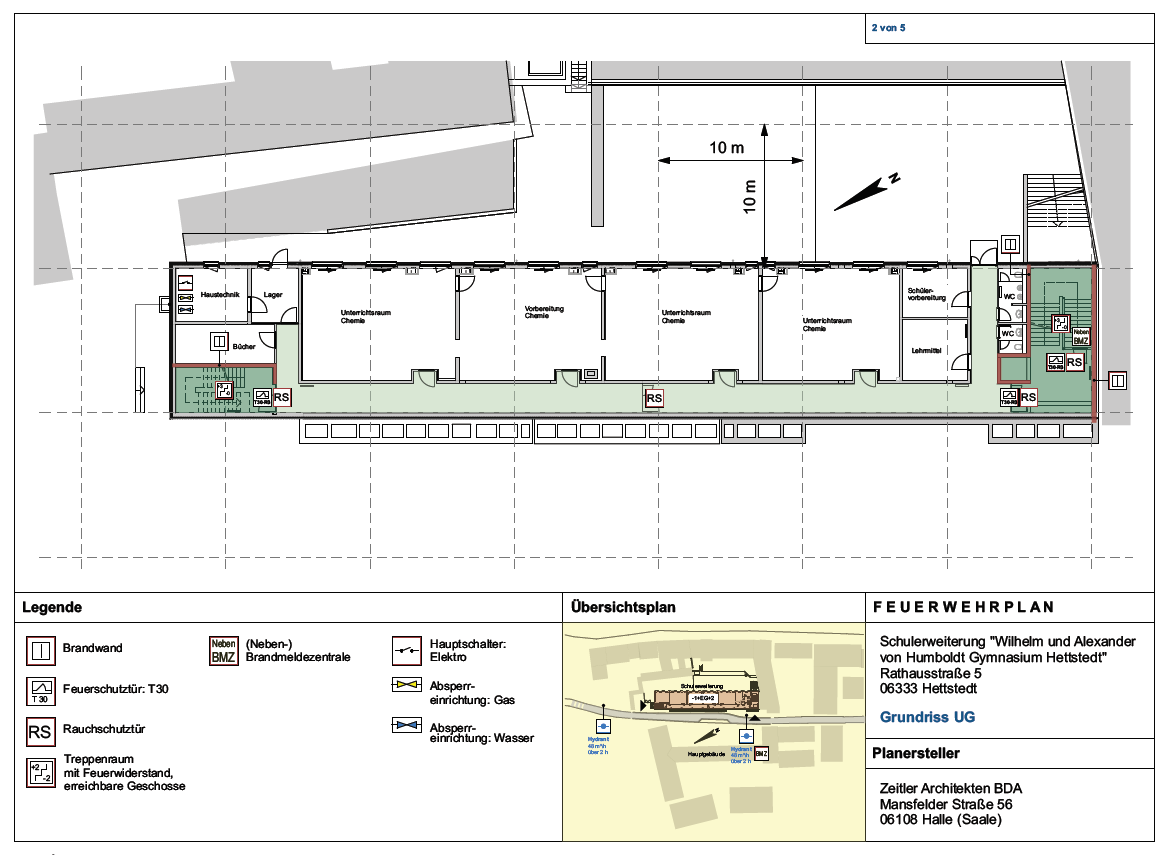 2 von 5
10 m
10 m
N
Haustechnik
Lager
Bücher
Unterrichtsraum
Chemie
Vorbereitung
Chemie
Unterrichtsraum
Chemie
Unterrichtsraum
Chemie
Schüler-
vorbereitung
Lehrmittel
WC
WC
Neben
BMZ
RS
T30-RS
T30-RS
RS
RS
T30-RS
RS
Legende
Brandwand
Feuerschutztür: T30
T 30
RS
Rauchschutztür
+2
-2
Treppenraum
mit Feuerwiderstand,
erreichbare Geschosse
Neben
BMZ
(Neben-)
Brandmeldezentrale
Hauptschalter:
Elektro
Absperr-
einrichtung: Gas
Absperr-
einrichtung: Wasser
Übersichtsplan
Schulerweiterung
-1+EG+2
N
Hydrant
48 m³/h
über 2 h
Hauptgebäude
Hydrant
48 m³/h
über 2 h
BMZ
FEUERWEHRPLAN
Schulerweiterung "Wilhelm und Alexander
von Humboldt Gymnasium Hettstedt"
Rathausstraße 5
06333 Hettstedt
Grundriss UG
Planersteller
Zeitler Architekten BDA
Mansfelder Straße 56
06108 Halle (Saale)